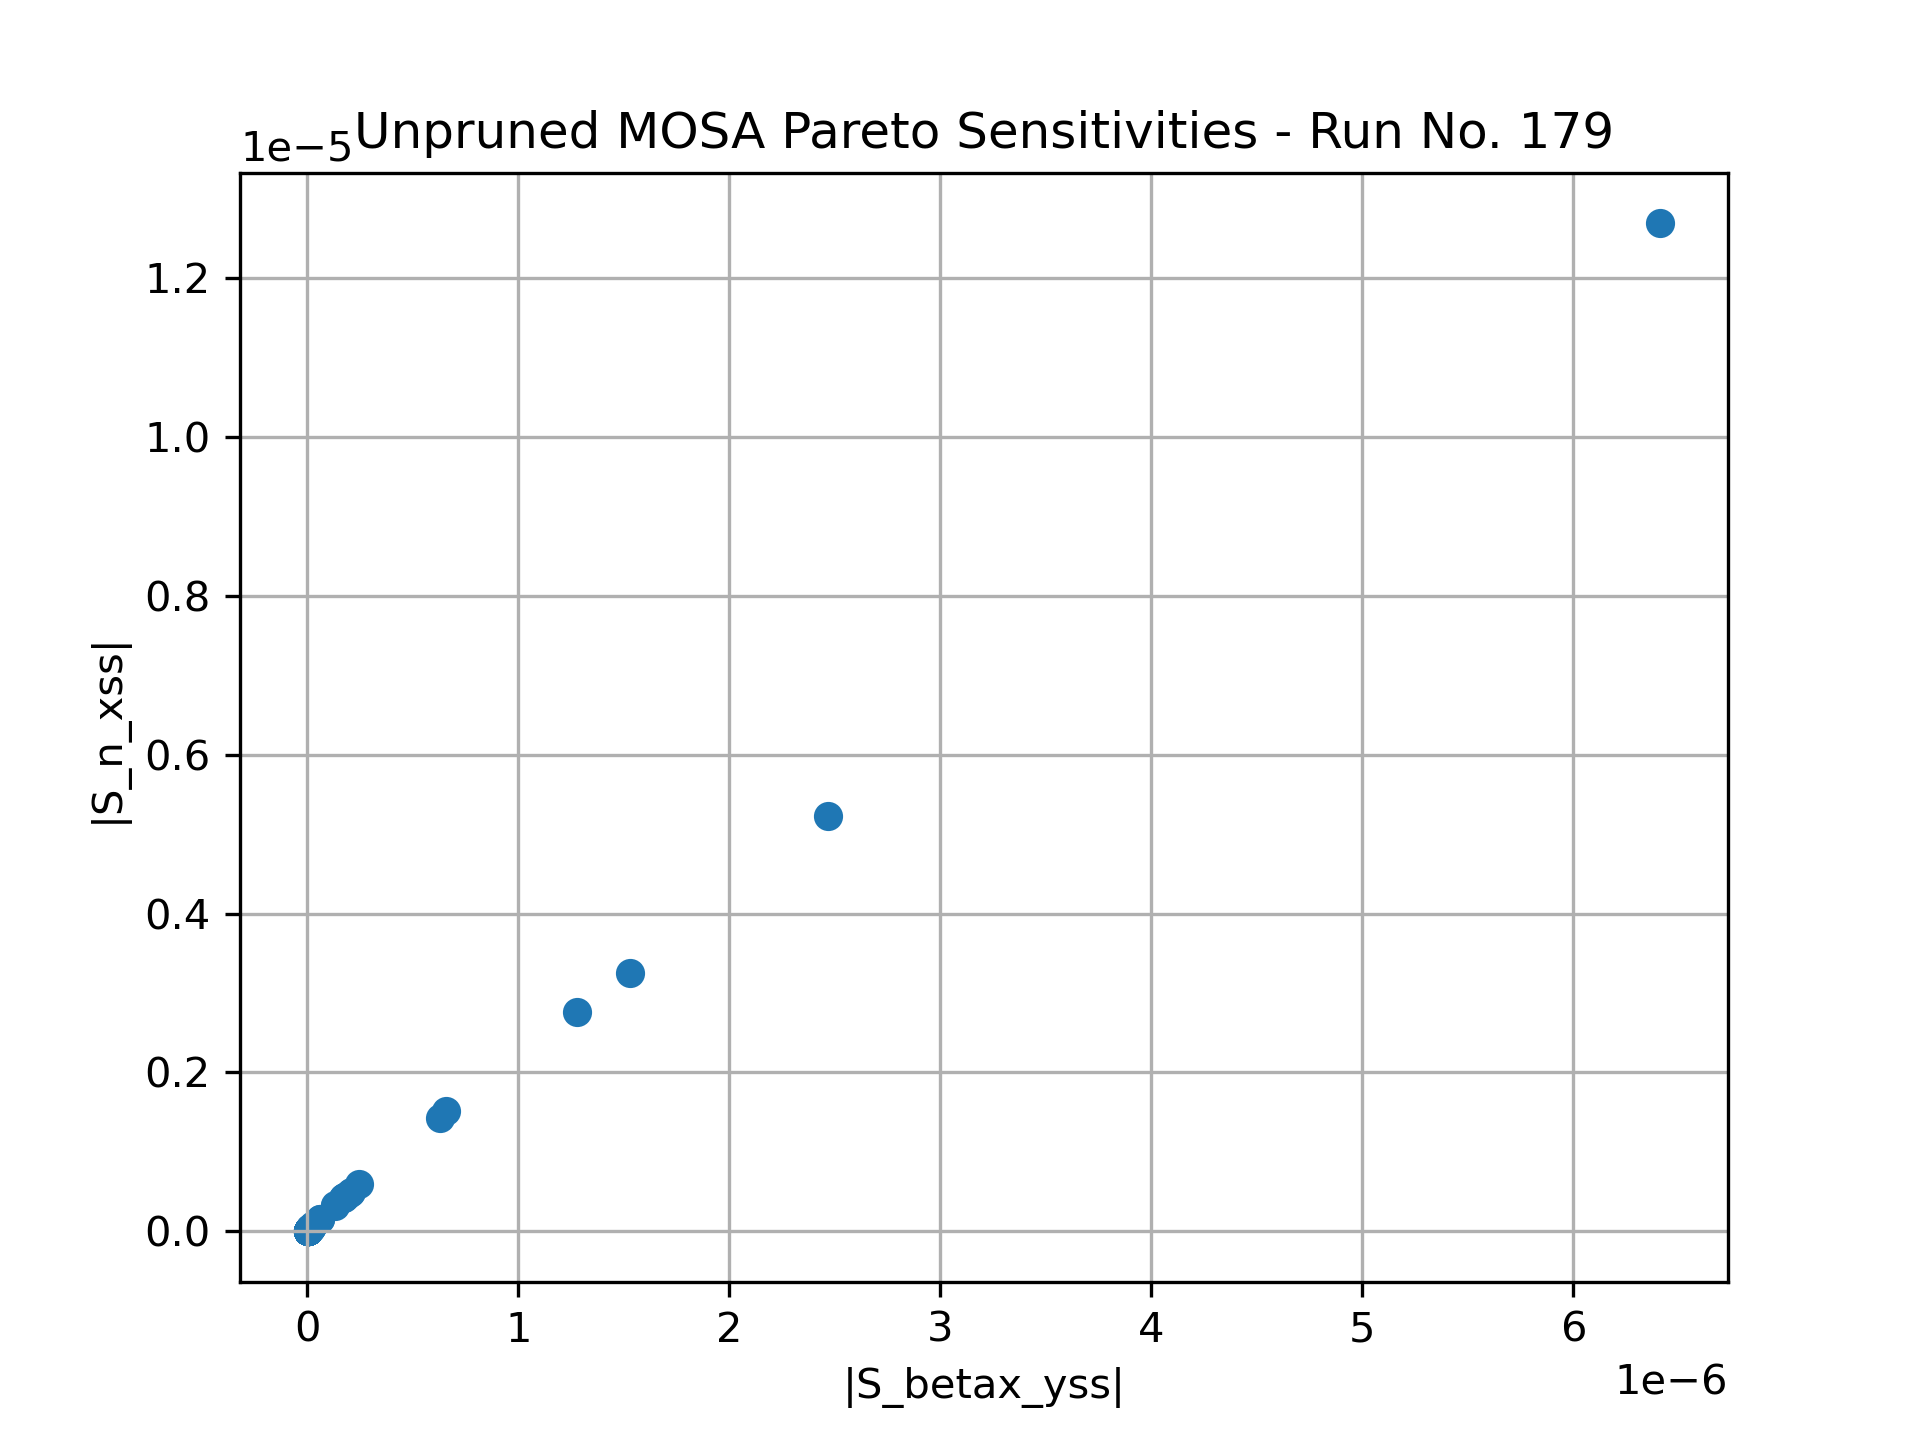 Unpruned MOSA Pareto Sensitivities - Run No. 179
1e−5
1.2
1.0
0.8
0.6
0.4
0.2
0.0
|S_n_xss|
0 1 2 3 4 5 6
1e−6
|S_betax_yss|